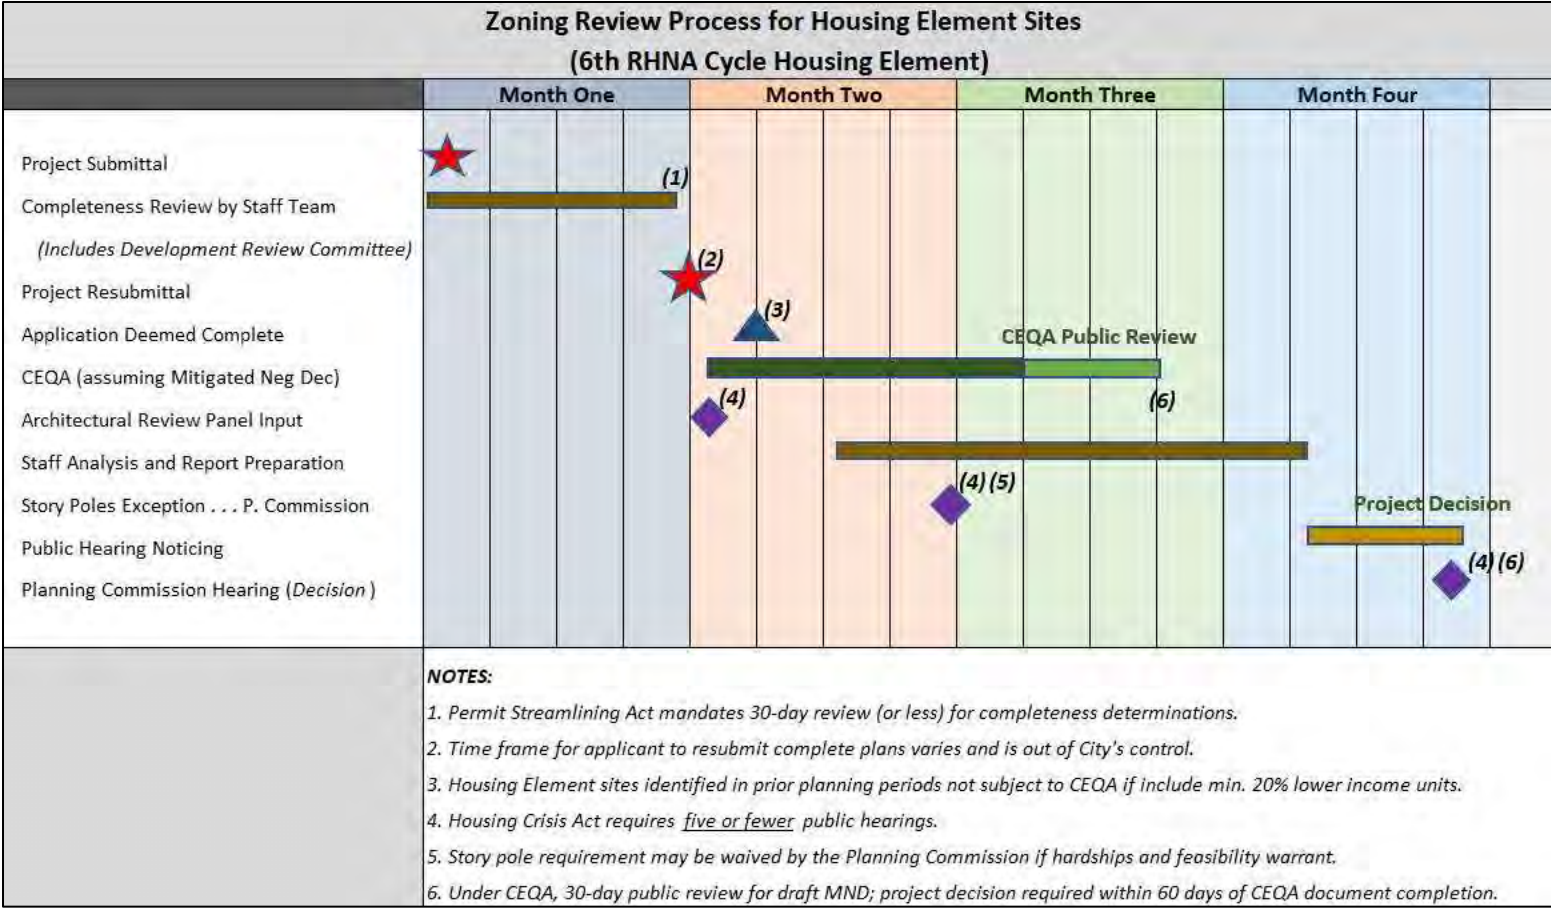 Zoning Review Process for Housing Element Sites
(6th RHNA Cycle Housing Element)
Month One Month Two Month Three Month Four
Project Submittal
(1)
Completeness Review by Staff Team
(Includes Development Review Committee)
(2)
Project Resubmittal
(3)
Application Deemed Complete
CEQA Public Review
CEQA (assuming Mitigated Neg Dec)
(4)
(6)
Architectural Review Panel Input
Staff Analysis and Report Preparation
(4) (5)
Story Poles Exception . . . P. Commission
Project Decision
Public Hearing Noticing
(4) (6)
Planning Commission Hearing (Decision )
NOTES:
1. Permit Streamlining Act mandates 30-day review (or less) for completeness determinations.
2. Time frame for applicant to resubmit complete plans varies and is out of City's control.
3. Housing Element sites identified in prior planning periods not subject to CEQA if include min. 20% lower income units.
4. Housing Crisis Act requires five or fewer public hearings.
5. Story pole requirement may be waived by the Planning Commission if hardships and feasibility warrant.
6. Under CEQA, 30-day public review for draft MND; project decision required within 60 days of CEQA document completion.